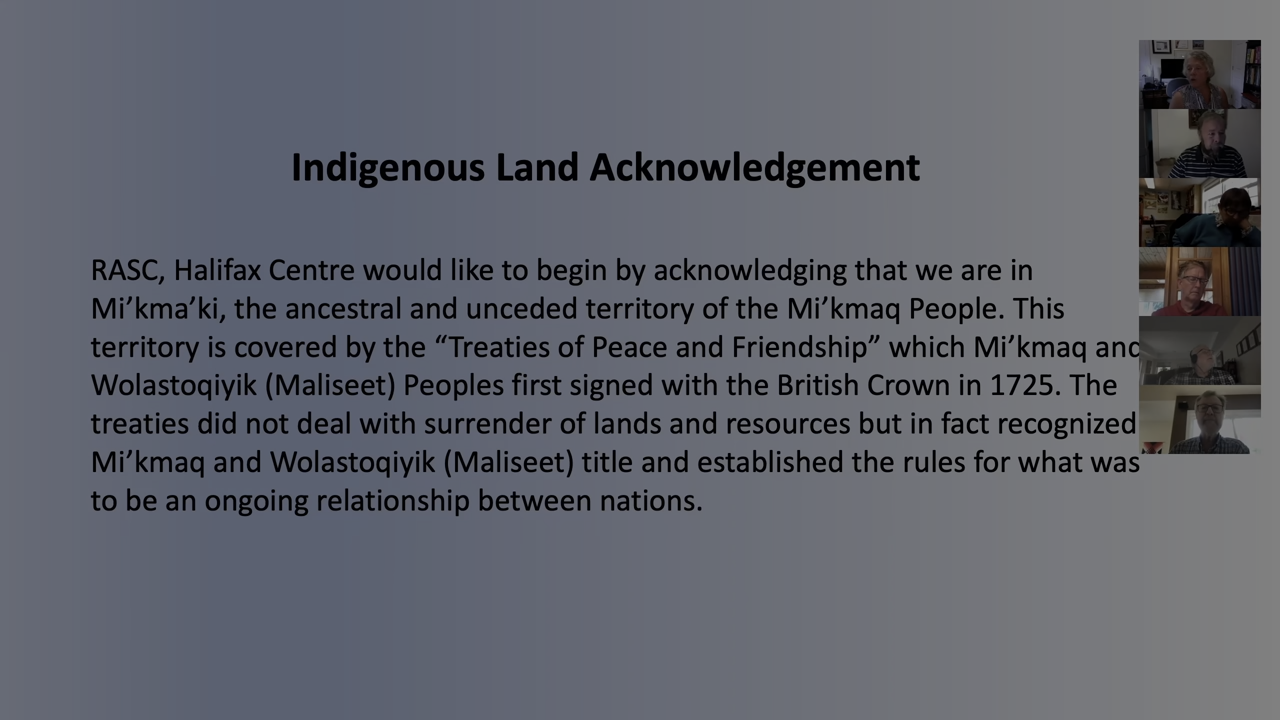 Indigenous Land Acknowledgement
RASC, Halifax Centre would like to begin by acknowledging that we are in
Mi’kma’ki, the ancestral and unceded territory of the Mi’kmaq People. This
territory is covered by the “Treaties of Peace and Friendship” which Mi’kmaq and
Wolastoqiyik (Maliseet) Peoples first signed with the British Crown in 1725. The
treaties did not deal with surrender of lands and resources but in fact recognized
Mi’kmaq and Wolastoqiyik (Maliseet) title and established the rules for what was
to be an ongoing relationship between nations.